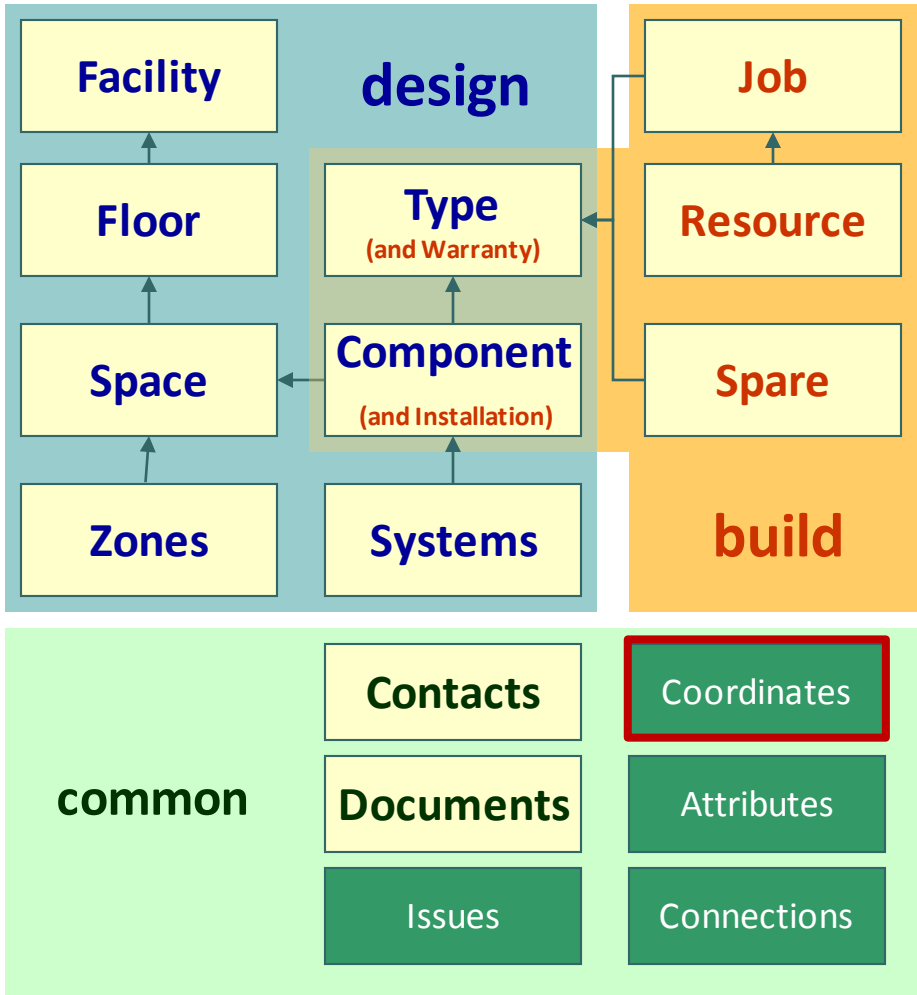 Facility
design
Job
Floor
Type
(and Warranty)
Resource
Space
Component
(and Installation)
Spare
Zones
Systems
build
common
Contacts
Coordinates
Documents
Attributes
Issues
Connections